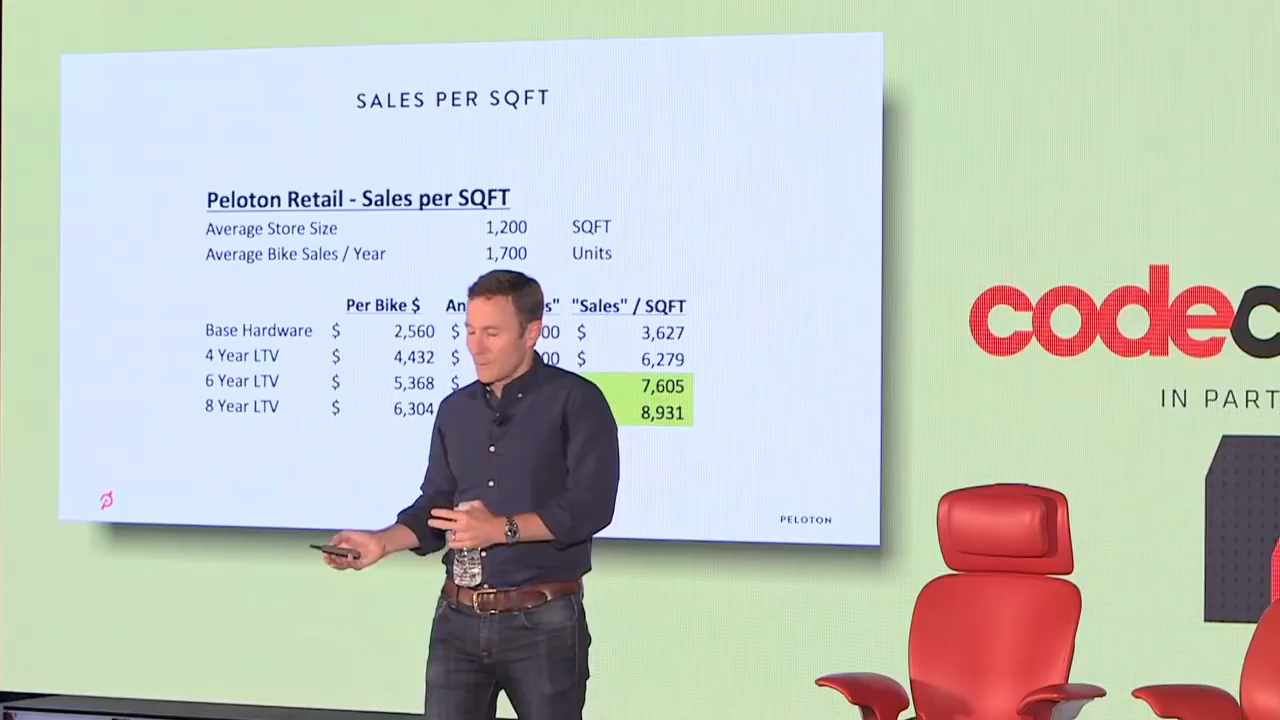 SALES PER SQFT
Peloton Retail - Sales per SQFT
Average Store Size 1,200 SQFT
Average Bike Sales / Year 1,700 Units
Per Bike $ "Sales" / SQFT
Base Hardware $ 2,560 $ 00 $ 3,627
4 Year LTV $ 4,432 $ 00 $ 6,279
6 Year LTV $ 5,368 $ 7,605
8 Year LTV $ 6,304 8,931
PELOTON
code
IN PART